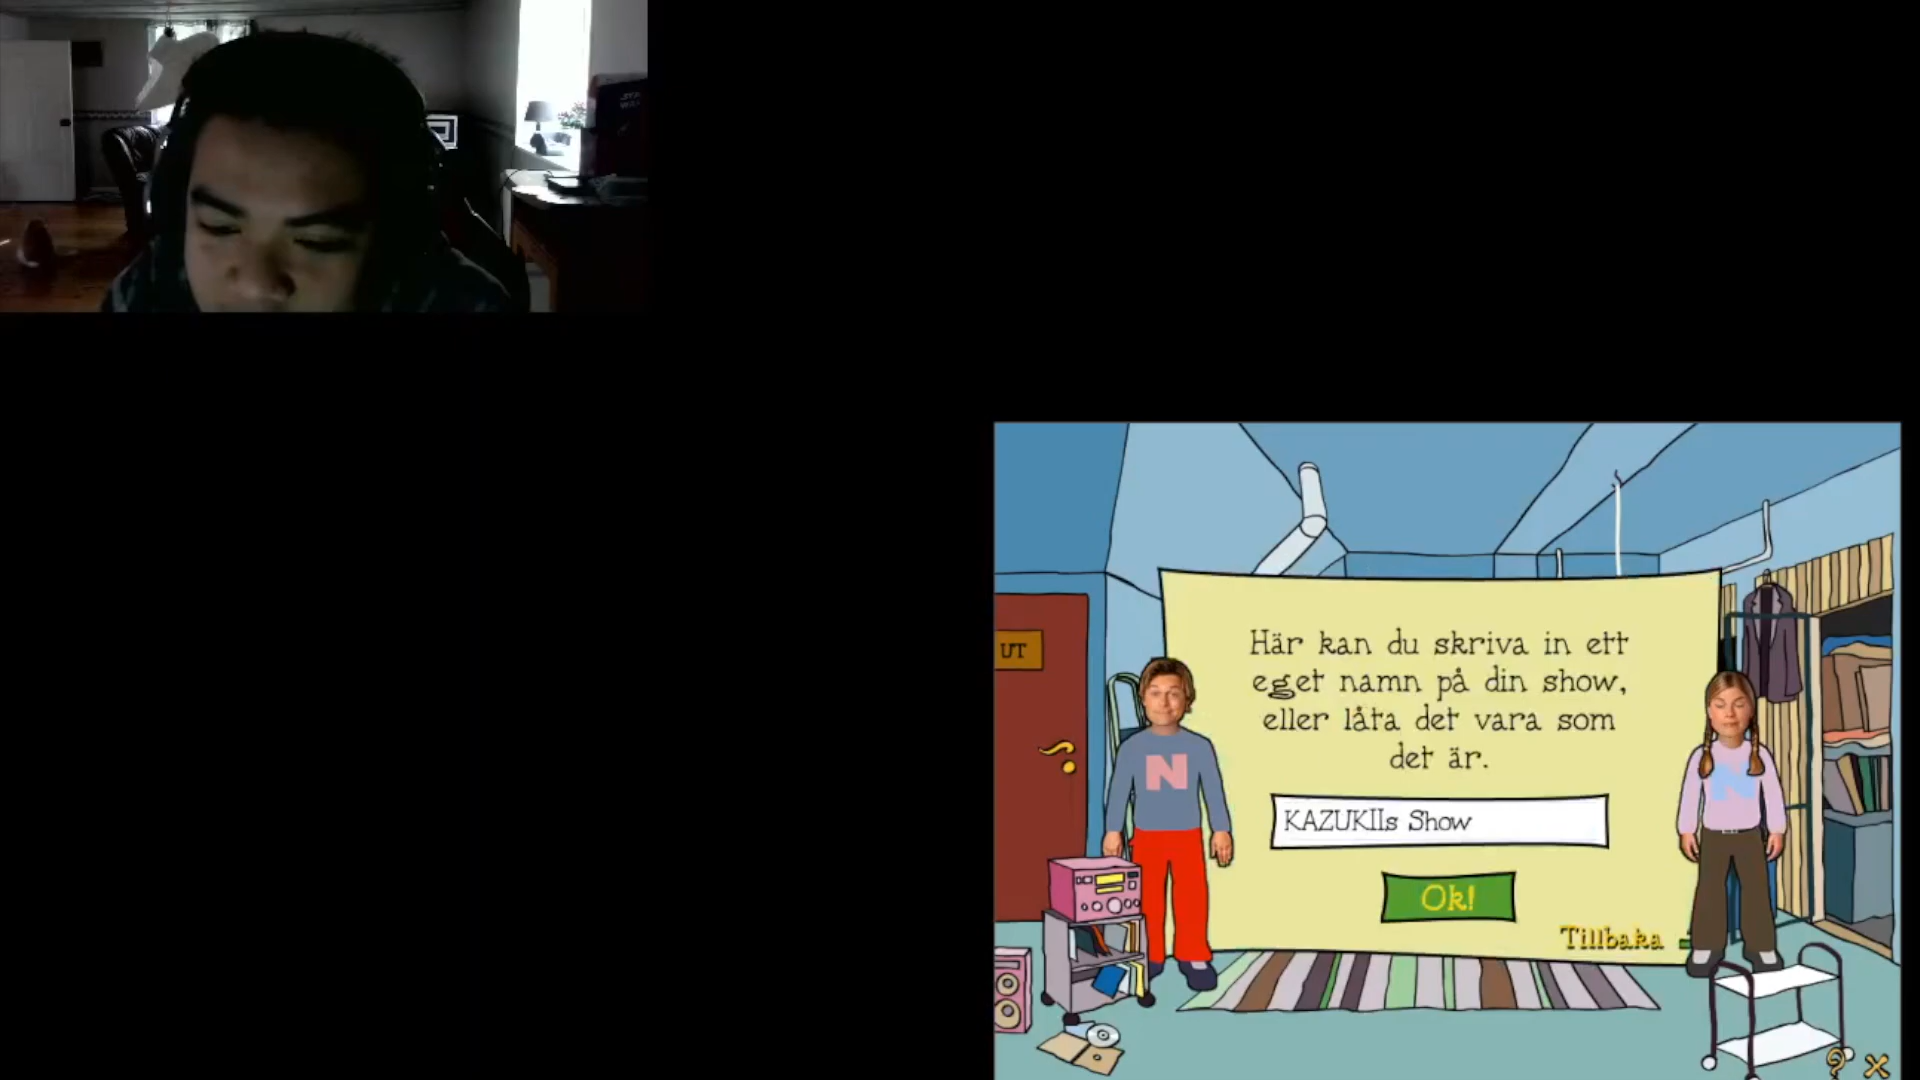 UT
Här kan du skriva in ett
eget namn på din show,
eller låta det vara som
det är.
N
N
KAZUKIIs Show
Ok!
Tillbaka